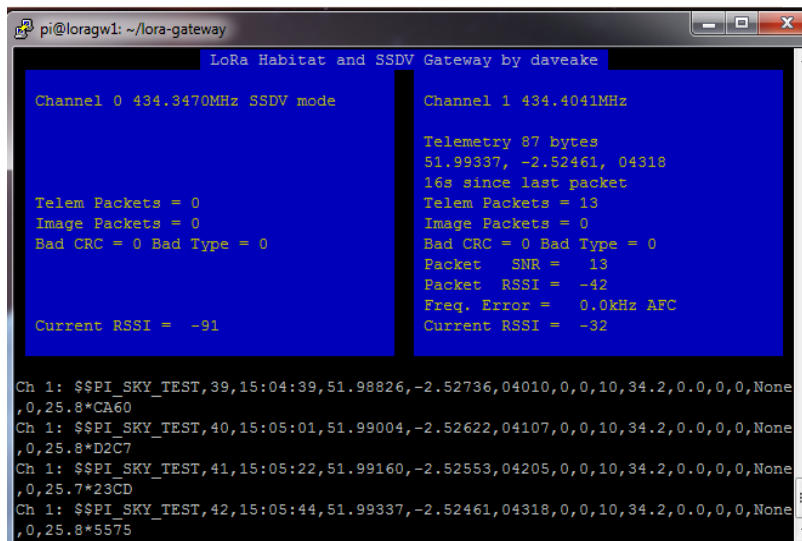 pi@loragw1: ~/lora-gateway
LoRa Habitat and SSDV Gateway by daveake
Channel 0 434.3470MHz SSDV mode
Telem Packets = 0
Image Packets = 0
Bad CRC = 0 Bad Type = 0
Current RSSI = -91
Channel 1 434.4041MHz
Telemetry 87 bytes
51.99337, -2.52461, 04318
16s since last packet
Telem Packets = 13
Image Packets = 0
Bad CRC = 0 Bad Type = 0
Packet SNR = 13
Packet RSSI = -42
Freq. Error = 0.0kHz AFC
Current RSSI = -32
Ch 1: $$PI_SKY_TEST,39,15:04:39,51.98826,-2.52736,04010,0,0,10,34.2,0.0,0,0,None
,0,25.8*CA60
Ch 1: $$PI_SKY_TEST,40,15:05:01,51.99004,-2.52622,04107,0,0,10,34.2,0.0,0,0,None
,0,25.8*D2C7
Ch 1: $$PI_SKY_TEST,41,15:05:22,51.99160,-2.52553,04205,0,0,10,34.2,0.0,0,0,None
,0,25.7*23CD
Ch 1: $$PI_SKY_TEST,42,15:05:44,51.99337,-2.52461,04318,0,0,10,34.2,0.0,0,0,None
,0,25.8*5575